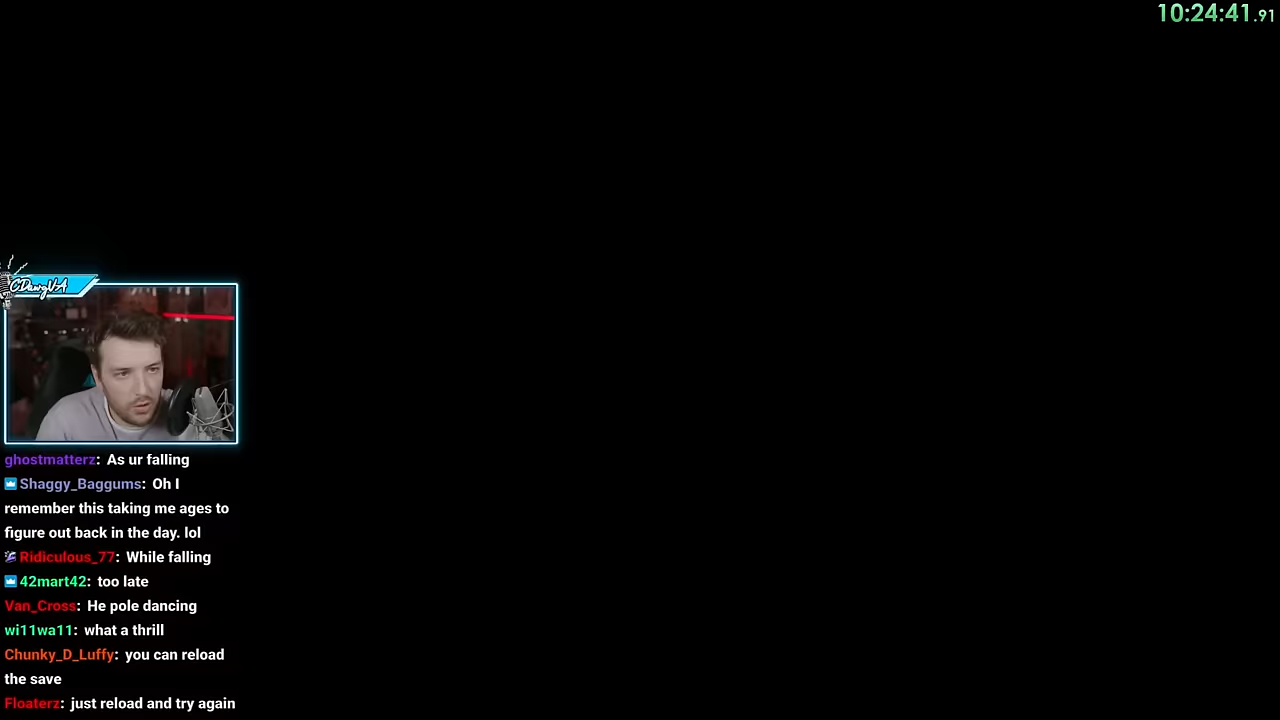 10:24:41.91
CDawgVA
ghostmatterz: As ur falling
Shaggy_Baggums: Oh I
remember this taking me ages to
figure out back in the day. lol
Ridiculous_77: While falling
42mart42: too late
Van_Cross: He pole dancing
wi11wa11: what a thrill
Chunky_D_Luffy: you can reload
the save
Floaterz: just reload and try again